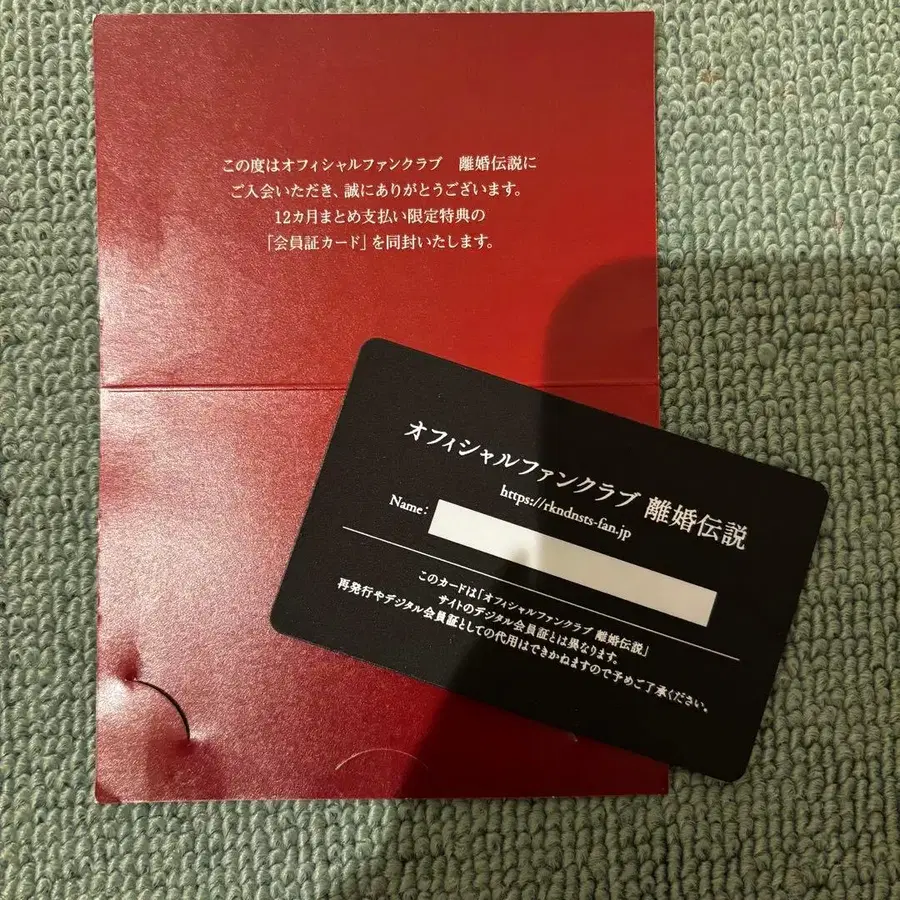 この度はオフィシャルファンクラブ　離婚伝説に
ご入会いただき、誠にありがとうございます。
12カ月まとめ支払い限定特典の
「会員証カード」を同封いたします。
オフィシャルファンクラブ 離婚伝説
https://rkndnsts-fan.jp
Name:
このカードは「オフィシャルファンクラブ 離婚伝説」
サイトのデジタル会員証とは異なります。
再発行やデジタル会員証としての代用はできかねますので予めご了承ください。